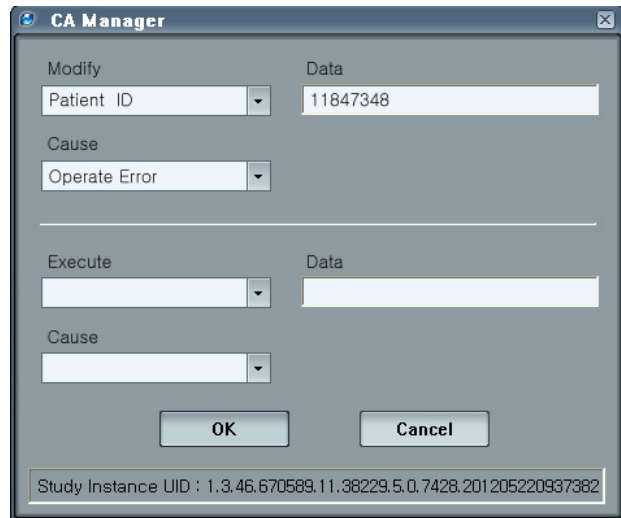 CA Manager
Modify Data
Patient ID 11847348
Cause
Operate Error
Execute Data
Cause
OK Cancel
Study Instance UID : 1.3.46.670589.11.38229.5.0.7428.201205220937382